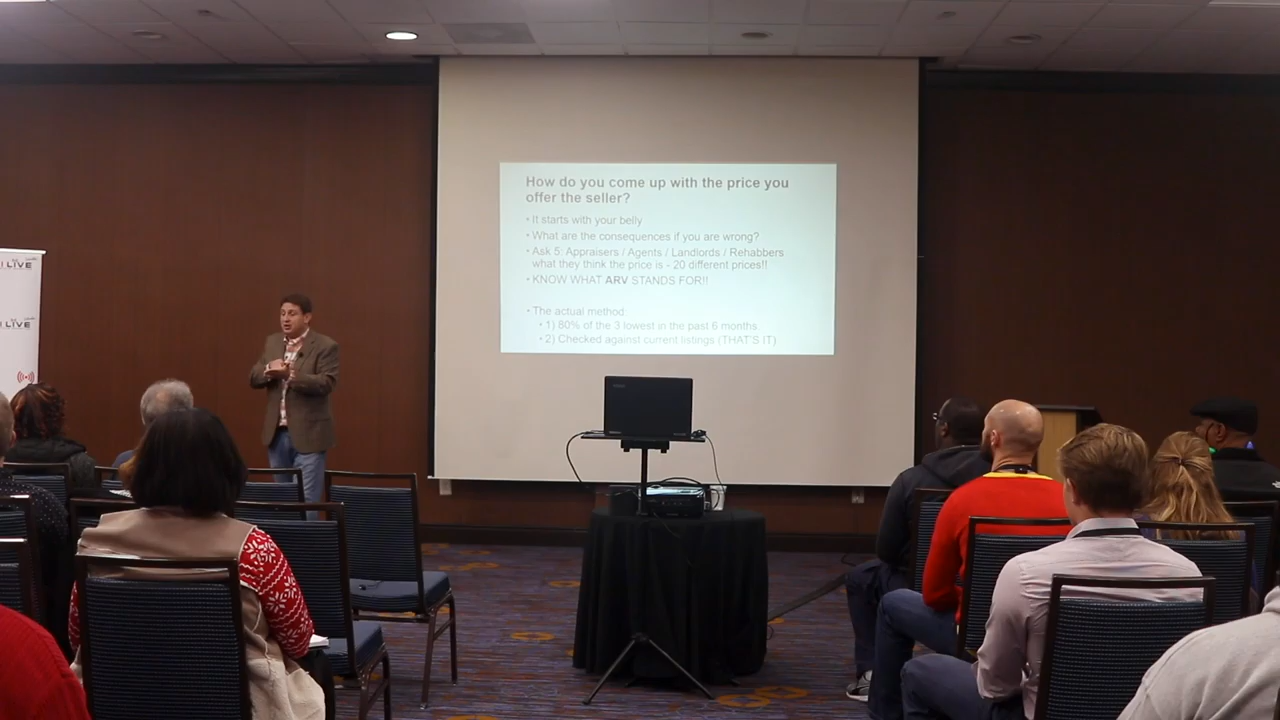 How do you come up with the price you
offer the seller?
• It starts with your belly
• What are the consequences if you are wrong?
• Ask 5: Appraisers / Agents / Landlords / Rehabbers
what they think the price is - 20 different prices!!
• KNOW WHAT ARV STANDS FOR!!
• The actual method
• 1) 80% of the 3 lowest in the past 6 months
• 2) Checked against current listings (THAT'S IT)
LIVE
LIVE